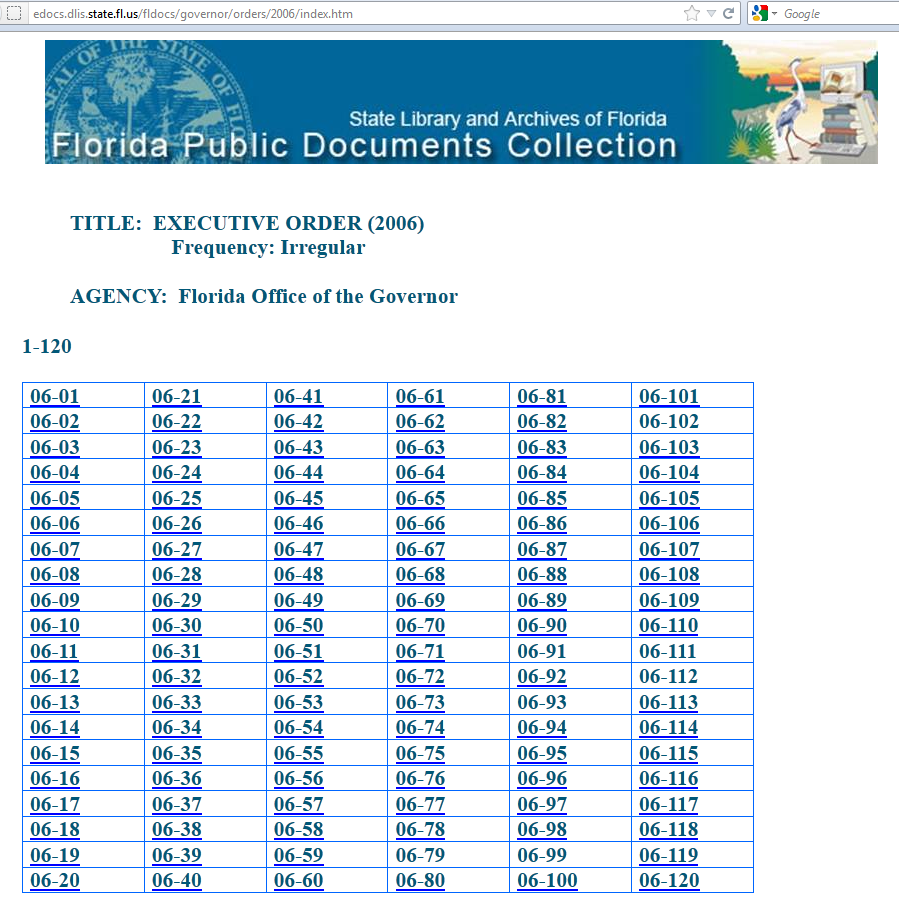 edocs.dlis.state.fl.us/fldocs/governor/orders/2006/index.htm Google
SEAL OF THE STATE OF FL
State Library and Archives of Florida
Florida Public Documents Collection
TITLE: EXECUTIVE ORDER (2006)
Frequency: Irregular
AGENCY: Florida Office of the Governor
1-120
06-01 06-21 06-41 06-61 06-81 06-101
06-02 06-22 06-42 06-62 06-82 06-102
06-03 06-23 06-43 06-63 06-83 06-103
06-04 06-24 06-44 06-64 06-84 06-104
06-05 06-25 06-45 06-65 06-85 06-105
06-06 06-26 06-46 06-66 06-86 06-106
06-07 06-27 06-47 06-67 06-87 06-107
06-08 06-28 06-48 06-68 06-88 06-108
06-09 06-29 06-49 06-69 06-89 06-109
06-10 06-30 06-50 06-70 06-90 06-110
06-11 06-31 06-51 06-71 06-91 06-111
06-12 06-32 06-52 06-72 06-92 06-112
06-13 06-33 06-53 06-73 06-93 06-113
06-14 06-34 06-54 06-74 06-94 06-114
06-15 06-35 06-55 06-75 06-95 06-115
06-16 06-36 06-56 06-76 06-96 06-116
06-17 06-37 06-57 06-77 06-97 06-117
06-18 06-38 06-58 06-78 06-98 06-118
06-19 06-39 06-59 06-79 06-99 06-119
06-20 06-40 06-60 06-80 06-100 06-120